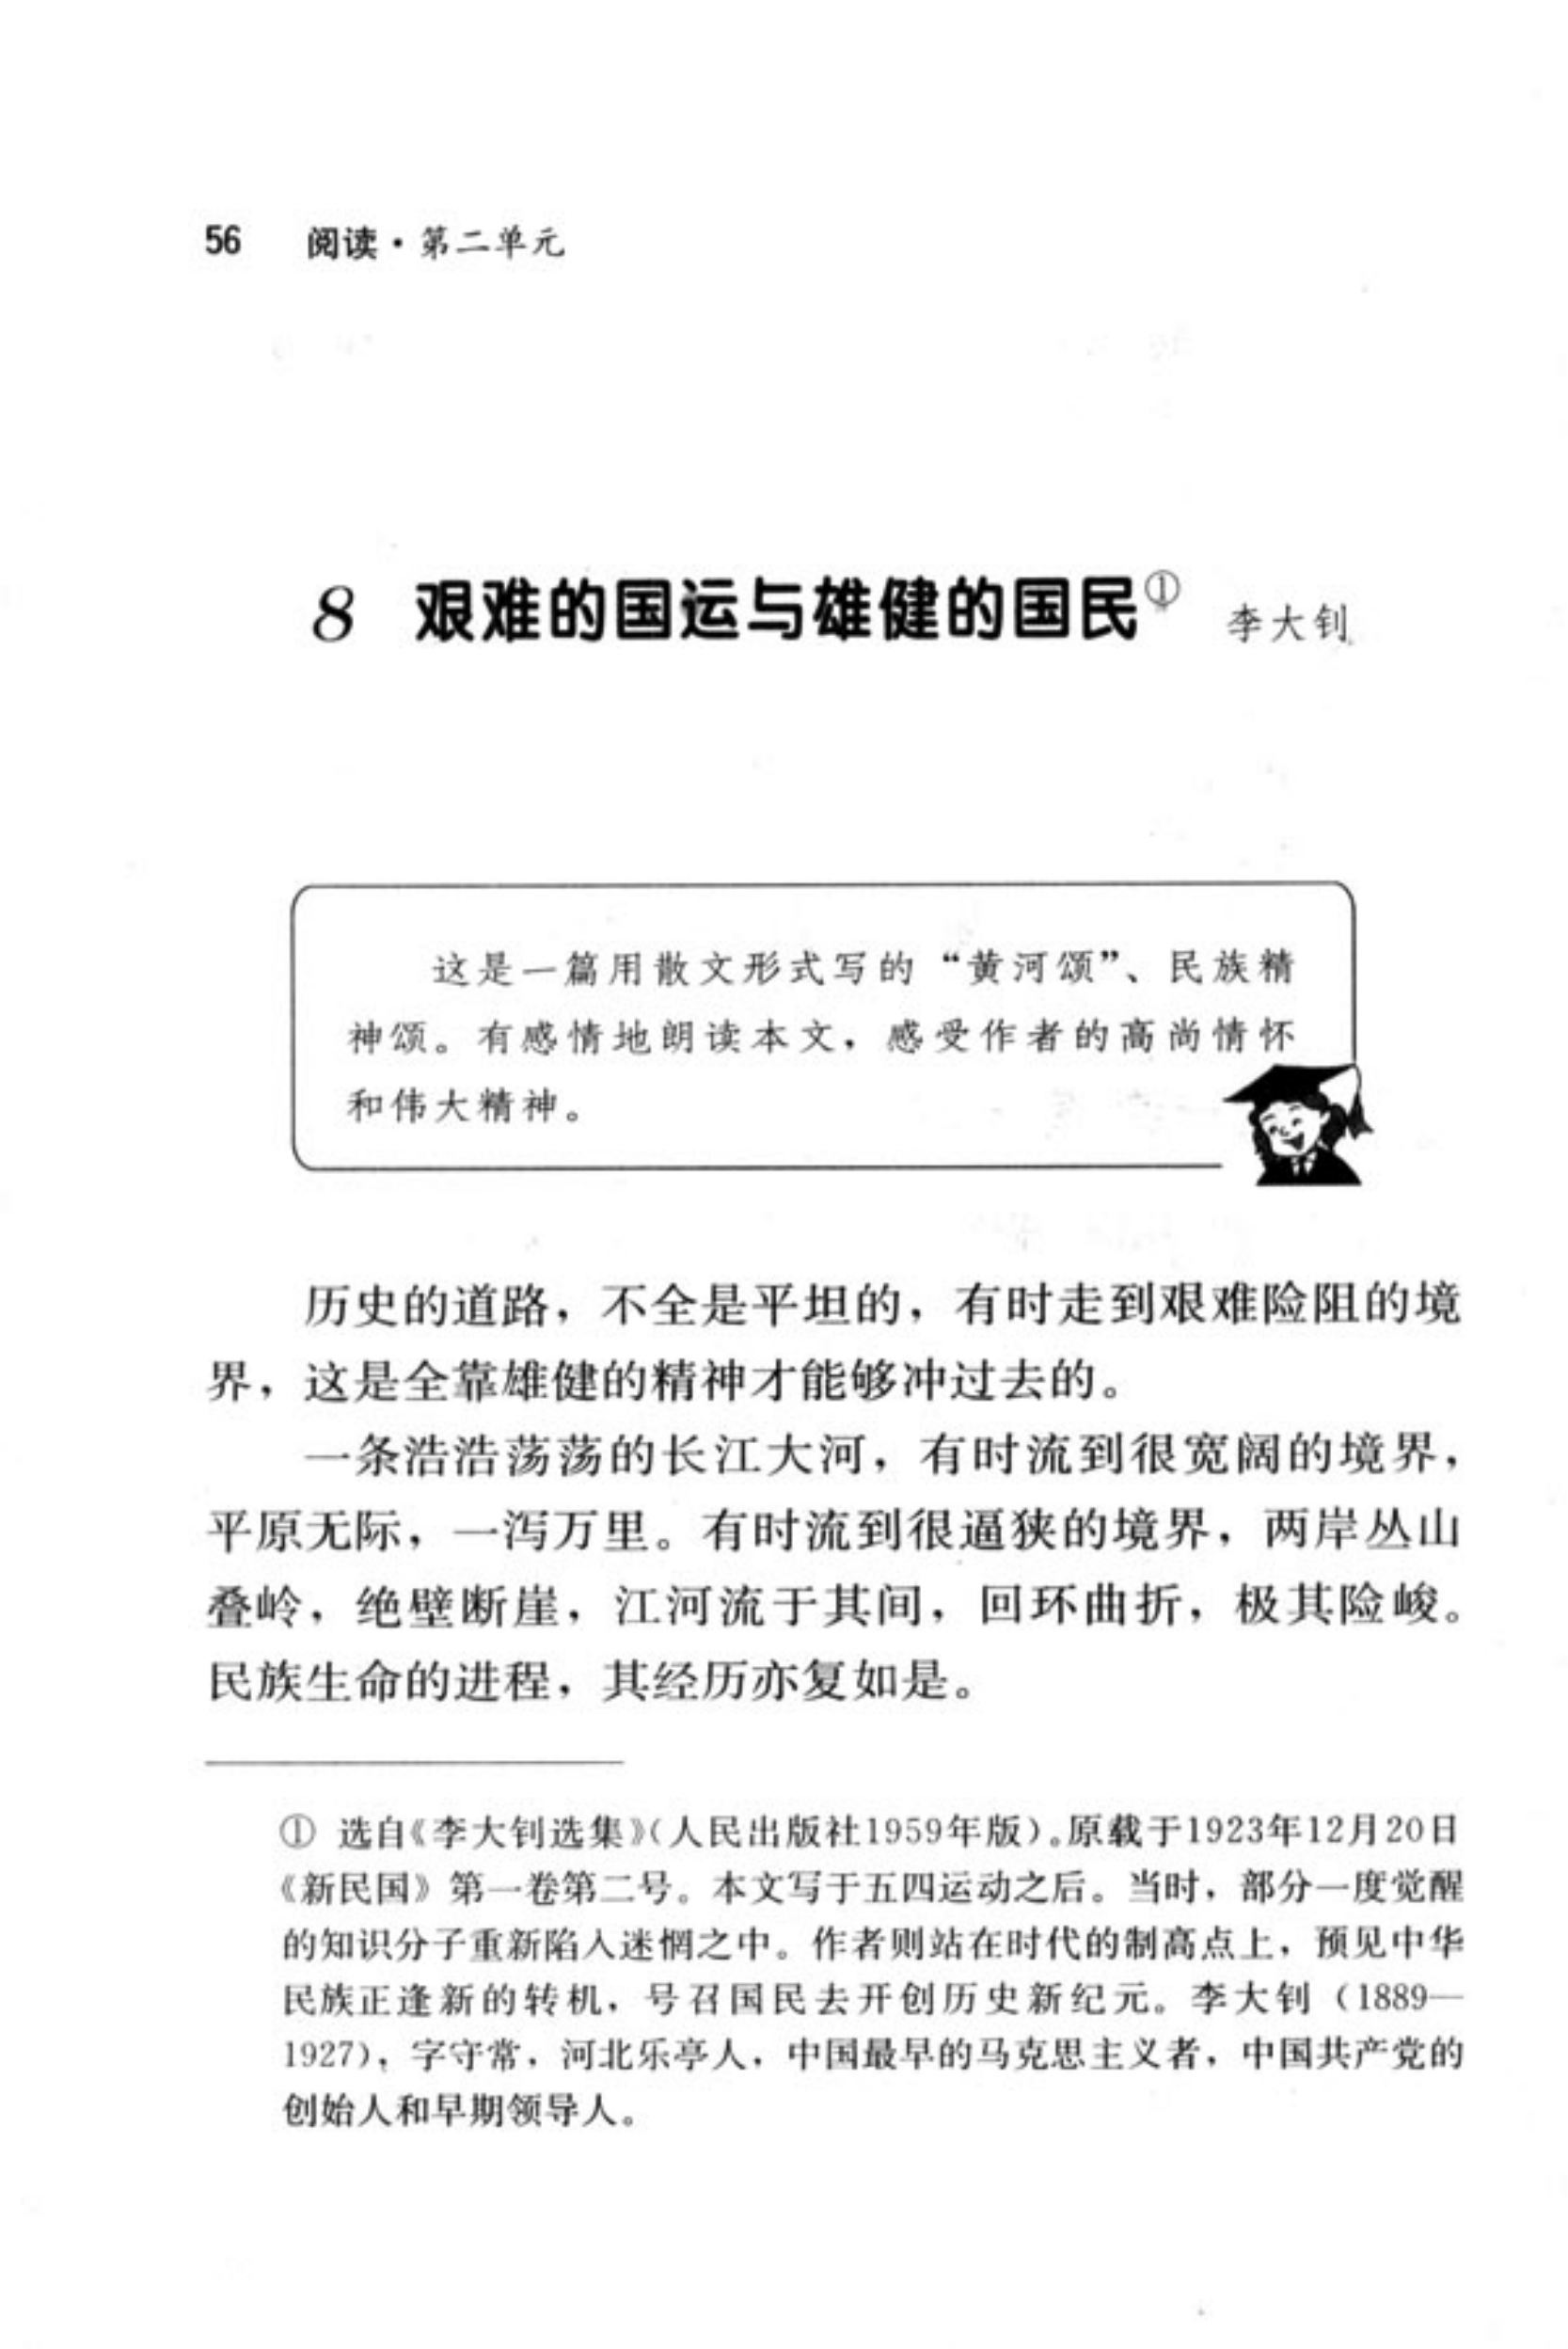 56 阅读·第二单元
8 艰难的国运与雄健的国民① 李大钊
这是一篇用散文形式写的“黄河颂”、民族精
神颂。有感情地朗读本文，感受作者的高尚情怀
和伟大精神。
历史的道路，不全是平坦的，有时走到艰难险阻的境
界，这是全靠雄健的精神才能够冲过去的。
一条浩浩荡荡的长江大河，有时流到很宽阔的境界，
平原无际，一泻万里。有时流到很逼狭的境界，两岸丛山
叠岭，绝壁断崖，江河流于其间，回环曲折，极其险峻。
民族生命的进程，其经历亦复如是。
① 选自《李大钊选集》（人民出版社1959年版）。原载于1923年12月20日
《新民国》第一卷第二号。本文写于五四运动之后。当时，部分一度觉醒
的知识分子重新陷入迷惘之中。作者则站在时代的制高点上，预见中华
民族正逢新的转机，号召国民去开创历史新纪元。李大钊（1889—
1927），字守常，河北乐亭人，中国最早的马克思主义者，中国共产党的
创始人和早期领导人。